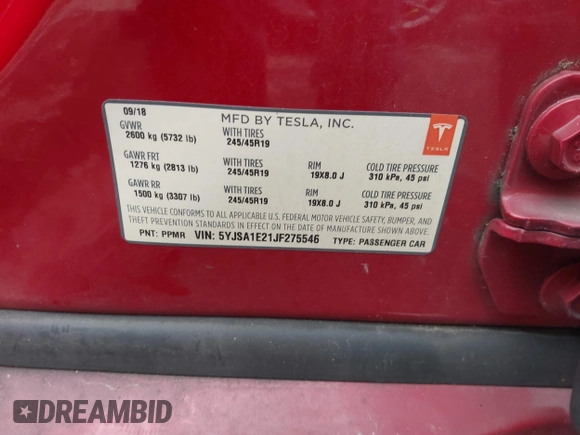 09/18 MFD BY TESLA, INC.
GVWR WITH TIRES
2600 kg (5732 lb) 245/45R19
TESLA
GAWR FRT WITH TIRES RIM COLD TIRE PRESSURE
1276 kg (2813 lb) 245/45R19 19X8.0 J 310 kPa, 45 psi
GAWR RR WITH TIRES RIM COLD TIRE PRESSURE
1500 kg (3307 lb) 245/45R19 19X8.0 J 310 kPa, 45 psi
THIS VEHICLE CONFORMS TO ALL APPLICABLE U.S. FEDERAL MOTOR VEHICLE SAFETY, BUMPER, AND
THEFT PREVENTION STANDARDS IN EFFECT ON THE DATE OF MANUFACTURE SHOWN ABOVE.
PNT: PPMR VIN: 5YJSA1E21JF275546 TYPE: PASSENGER CAR
DREAMBID